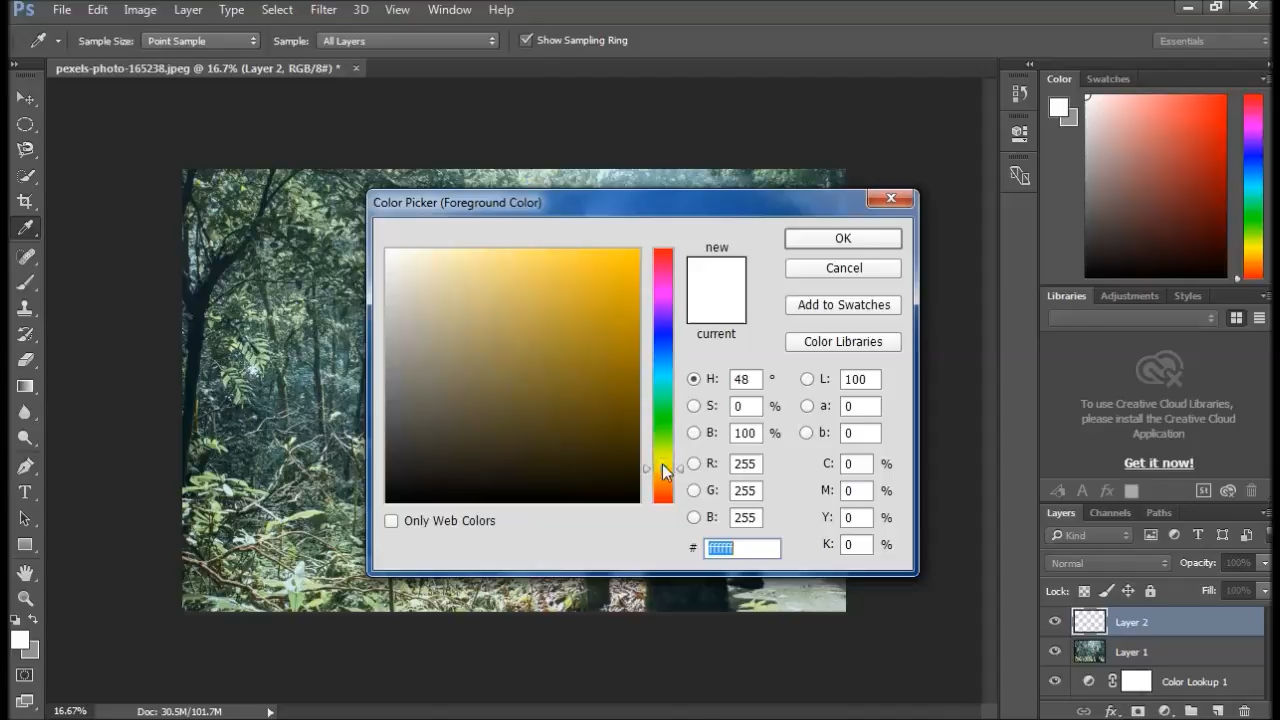 Ps File Edit Image Layer Type Select Filter 3D View Window Help
Sample Size: Point Sample Sample: All Layers Show Sampling Ring Essentials
pexels-photo-165238.jpeg @ 16.7% (Layer 2, RGB/8#) * ×
Color Swatches
Color Picker (Foreground Color)
new
current
OK
Cancel
Add to Swatches
Color Libraries
H: 48 ° L: 100
S: 0 % a: 0
B: 100 % b: 0
R: 255 C: 0 %
G: 255 M: 0 %
B: 255 Y: 0 %
# ffffff K: 0 %
Only Web Colors
Libraries Adjustments Styles
To use Creative Cloud Libraries,
please install the Creative Cloud
Application
Get it now!
St
Layers Channels Paths
Kind
Normal Opacity: 100%
Lock: Fill: 100%
Layer 2
Layer 1
Color Lookup 1
fx
16.67% Doc: 30.5M/101.7M